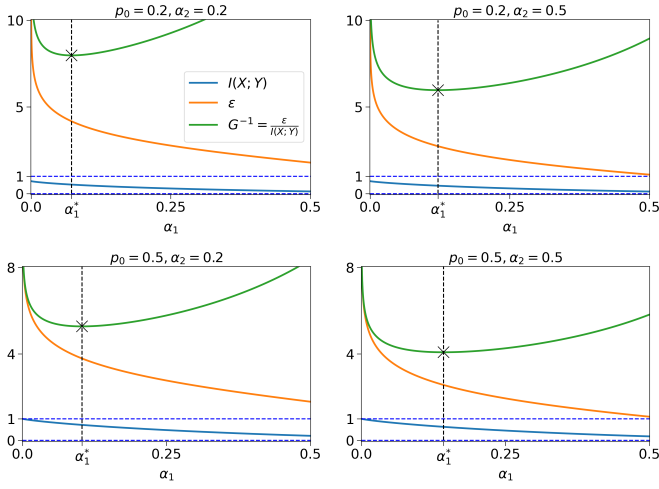 p₀ = 0.2, α₂ = 0.2
10
5
1
0
0.0
α₁*
0.25
0.5
α₁
I(X; Y)
ε
G⁻¹ = ε/I(X;Y)
p₀ = 0.2, α₂ = 0.5
10
5
1
0
0.0
α₁*
0.25
0.5
α₁
p₀ = 0.5, α₂ = 0.2
8
4
1
0
0.0
α₁*
0.25
0.5
α₁
p₀ = 0.5, α₂ = 0.5
8
4
1
0
0.0
α₁*
0.25
0.5
α₁